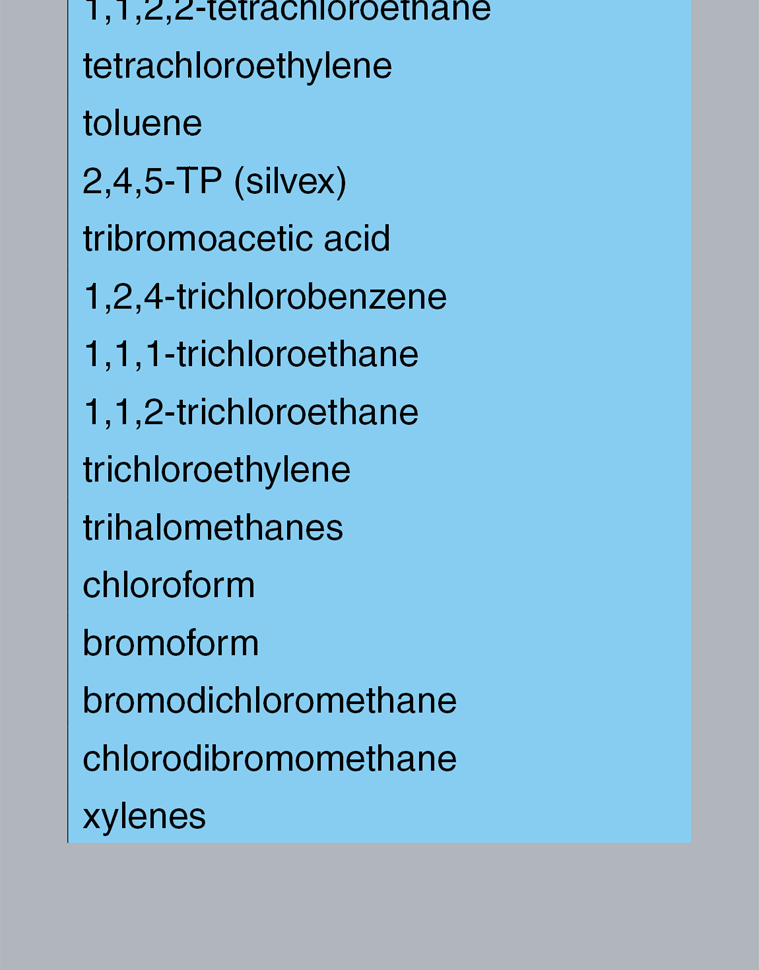 1,1,2,2-tetrachloroethane
tetrachloroethylene
toluene
2,4,5-TP (silvex)
tribromoacetic acid
1,2,4-trichlorobenzene
1,1,1-trichloroethane
1,1,2-trichloroethane
trichloroethylene
trihalomethanes
chloroform
bromoform
bromodichloromethane
chlorodibromomethane
xylenes